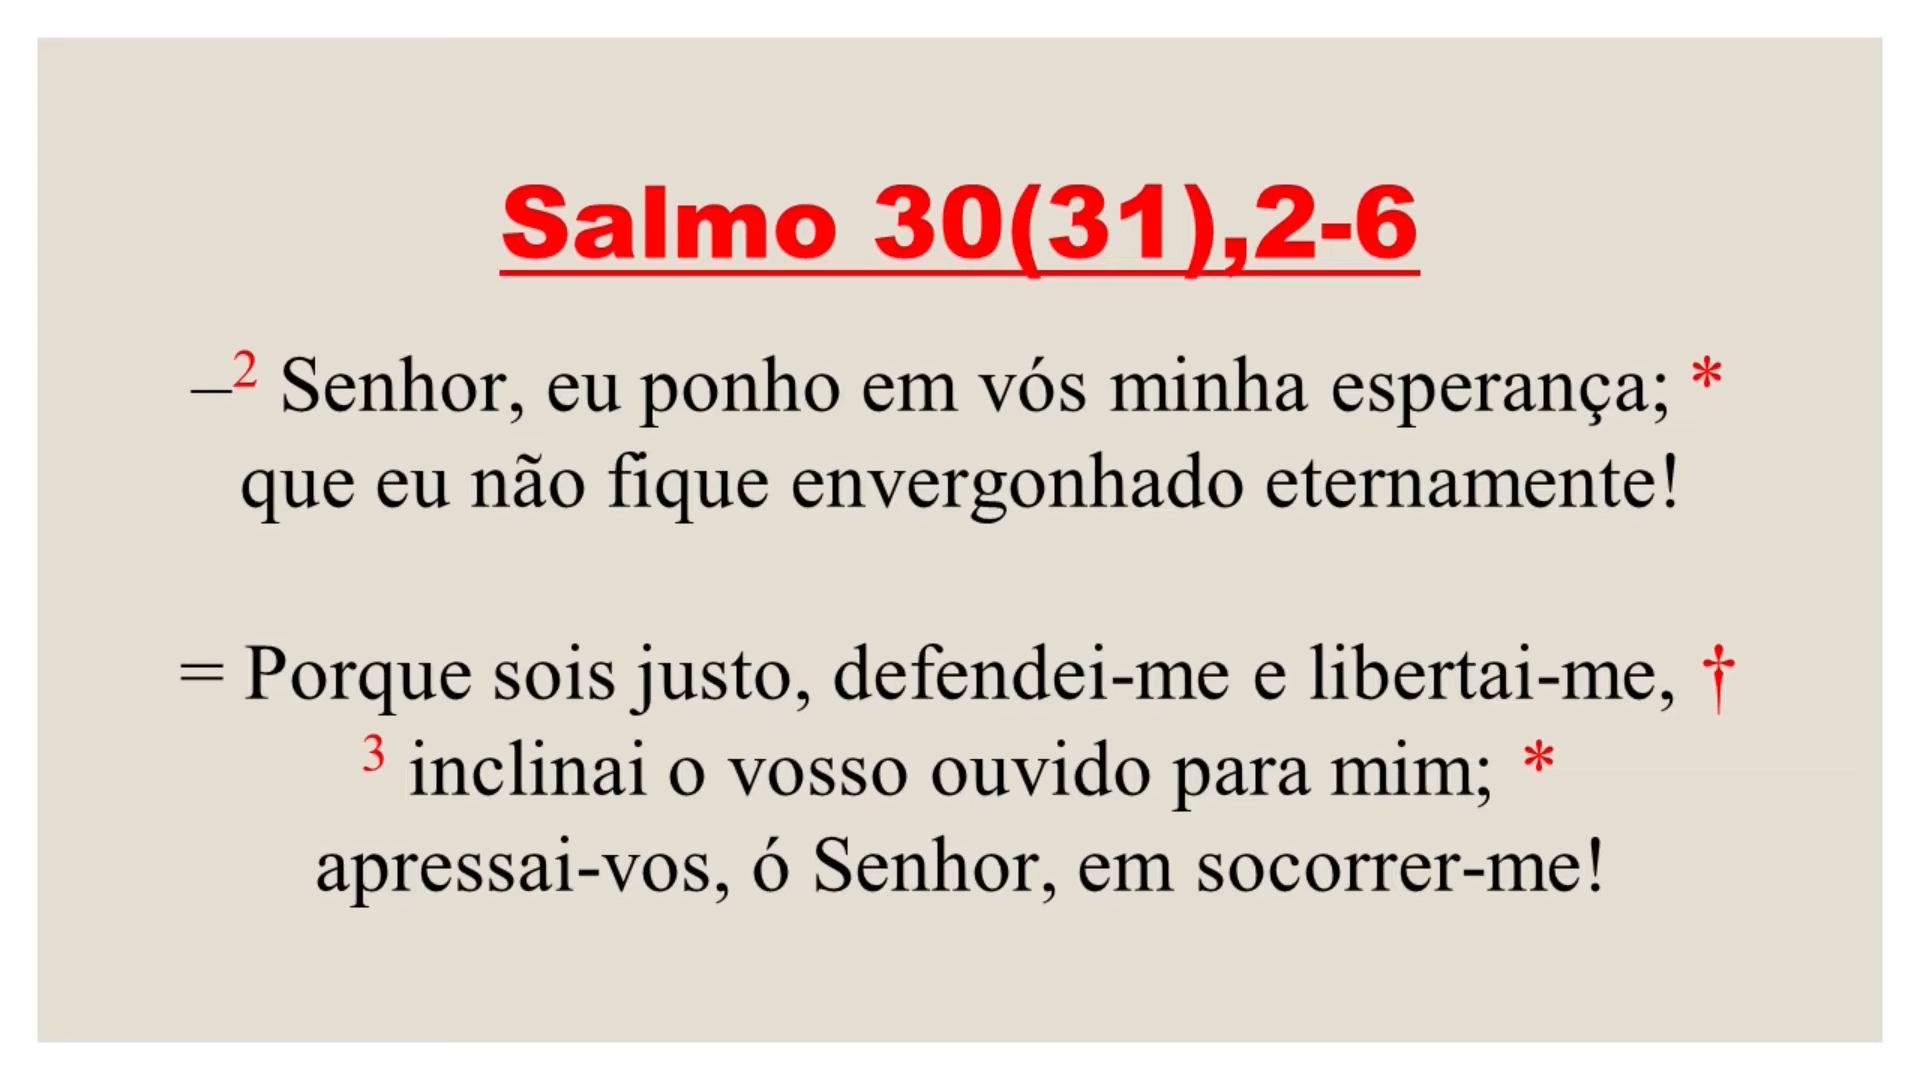 Salmo 30(31),2-6
–2 Senhor, eu ponho em vós minha esperança; *
que eu não fique envergonhado eternamente!
= Porque sois justo, defendei-me e libertai-me, †
3 inclinai o vosso ouvido para mim; *
apressai-vos, ó Senhor, em socorrer-me!